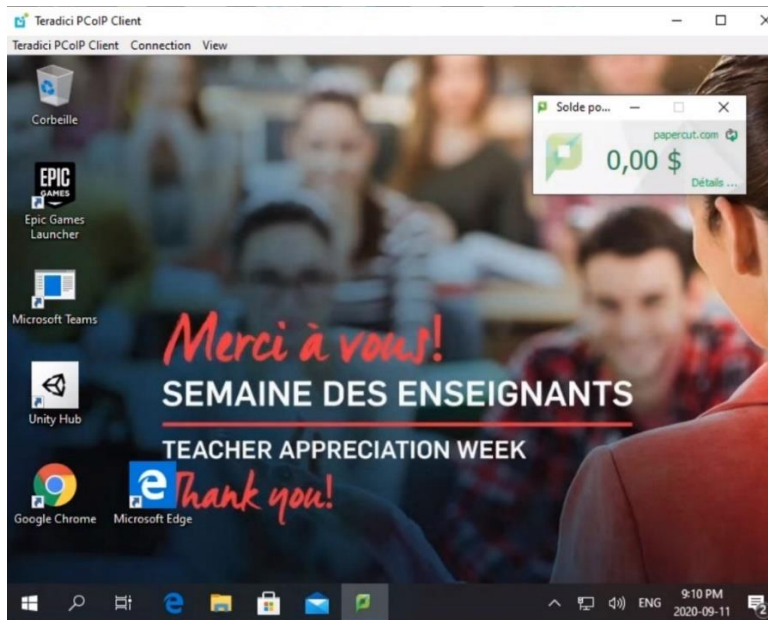 Teradici PCoIP Client
Teradici PCoIP Client Connection View
Corbeille
Solde po...
papercut.com
0,00 $
Détails ...
EPIC
GAMES
Epic Games
Launcher
Microsoft Teams
Unity Hub
Merci à vous!
SEMAINE DES ENSEIGNANTS
TEACHER APPRECIATION WEEK
Thank you!
Google Chrome
Microsoft Edge
ENG
9:10 PM
2020-09-11
2